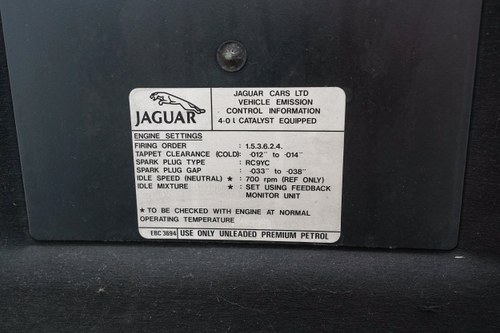 JAGUAR
JAGUAR CARS LTD
VEHICLE EMISSION
CONTROL INFORMATION
4·0 l CATALYST EQUIPPED
ENGINE SETTINGS
FIRING ORDER : 1.5.3.6.2.4.
TAPPET CLEARANCE (COLD): ·012" to ·014"
SPARK PLUG TYPE : RC9YC
SPARK PLUG GAP : ·033" to ·038"
IDLE SPEED (NEUTRAL) ★ : 700 rpm (REF ONLY)
IDLE MIXTURE ★ : SET USING FEEDBACK
MONITOR UNIT
★ TO BE CHECKED WITH ENGINE AT NORMAL
OPERATING TEMPERATURE
EBC 3694 USE ONLY UNLEADED PREMIUM PETROL